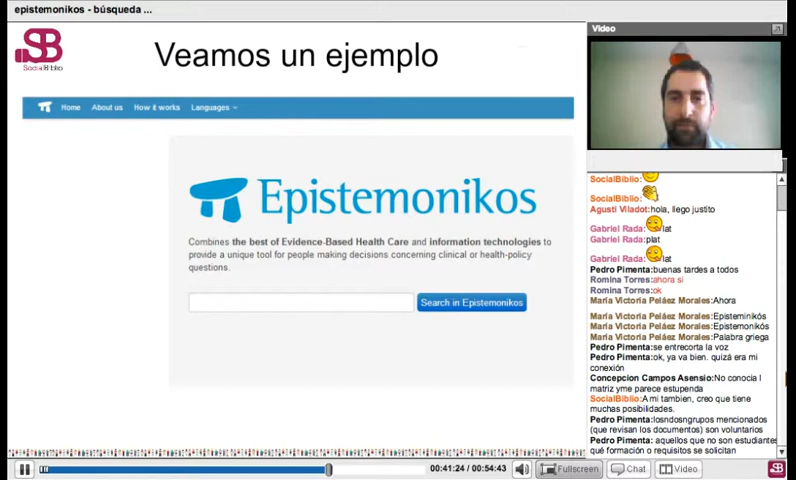 epistemonikos - búsqueda ...
SB
SocialBiblio
Veamos un ejemplo
Home About us How it works Languages
Epistemonikos
Combines the best of Evidence-Based Health Care and information technologies to
provide a unique tool for people making decisions concerning clinical or health-policy
questions.
Search in Epistemonikos
Video
SocialBiblio:
SocialBiblio:
Agusti Viladot:hola, llego justito
Gabriel Rada: lat
Gabriel Rada:plat
Gabriel Rada: lat
Pedro Pimenta:buenas tardes a todos
Romina Torres:ahora si
Romina Torres:ok
María Victoria Peláez Morales:Ahora
María Victoria Peláez Morales:Episteminikós
María Victoria Peláez Morales:Epistemonikós
María Victoria Peláez Morales:Palabra griega
Pedro Pimenta:se entrecorta la voz
Pedro Pimenta:ok, ya va bien. quizá era mi
conexión
Concepcion Campos Asensio:No conocia l
matriz yme parece estupenda
SocialBiblio:A mi tambien, creo que tiene
muchas posibilidades.
Pedro Pimenta:losndosngrupos mencionados
(que revisan los documentos) son voluntarios
Pedro Pimenta: aquellos que no son estudiante
qué formación o requisitos se solicitan
00:41:24 / 00:54:43
Fullscreen
Chat
Video
SB